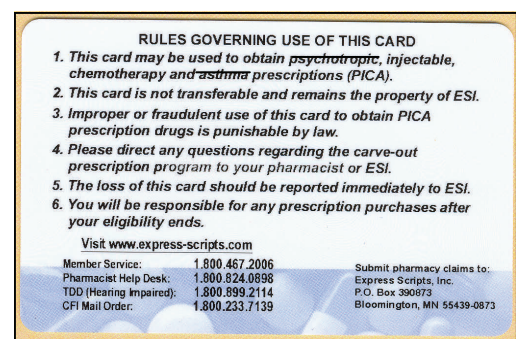 RULES GOVERNING USE OF THIS CARD
1. This card may be used to obtain psychotropic, injectable,
chemotherapy and asthma prescriptions (PICA).
2. This card is not transferable and remains the property of ESI.
3. Improper or fraudulent use of this card to obtain PICA
prescription drugs is punishable by law.
4. Please direct any questions regarding the carve-out
prescription program to your pharmacist or ESI.
5. The loss of this card should be reported immediately to ESI.
6. You will be responsible for any prescription purchases after
your eligibility ends.
Visit www.express-scripts.com
Member Service: 1.800.467.2006
Pharmacist Help Desk: 1.800.824.0898
TDD (Hearing Impaired): 1.800.899.2114
CFI Mail Order: 1.800.233.7139
Submit pharmacy claims to:
Express Scripts, Inc.
P.O. Box 390873
Bloomington, MN 55439-0873